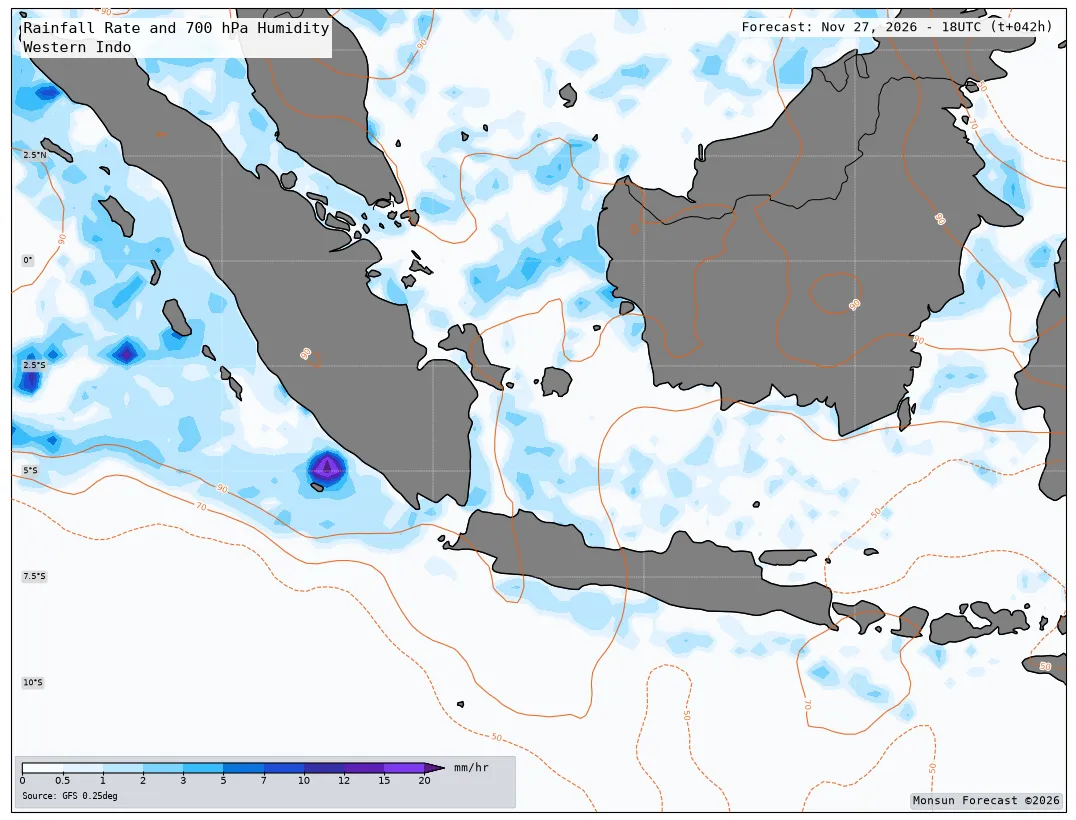 Rainfall Rate and 700 hPa Humidity
Western Indo
Forecast: Nov 27, 2026 - 18UTC (t+042h)
90
90
50
70
2.5°N
90
90
0°
90
90
90
2.5°S
5°S
90
70
50
7.5°S
50
10°S
70
50
50
50
mm/hr
0 0.5 1 2 3 5 7 10 12 15 20
Source: GFS 0.25deg
Monsun Forecast ©2026